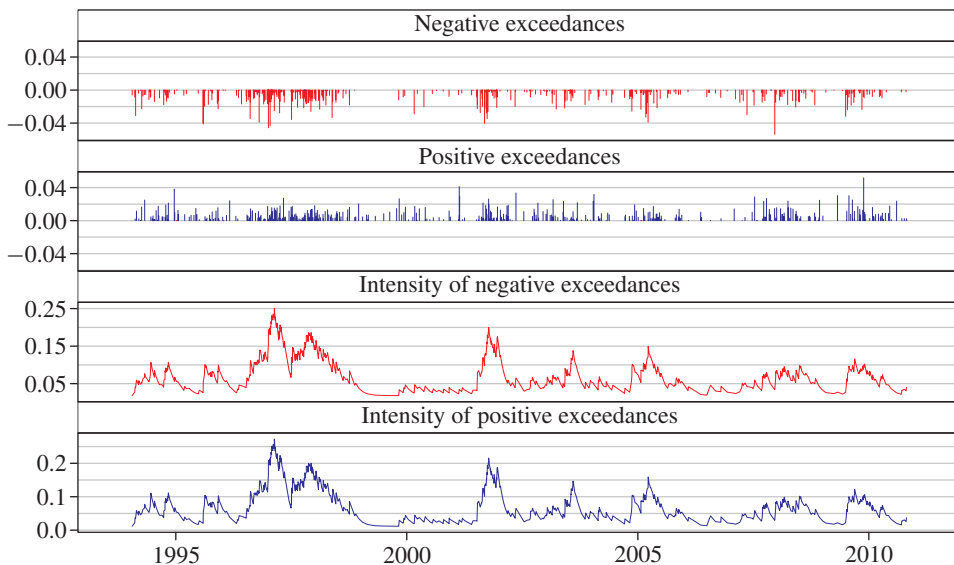 Negative exceedances
0.04
0.00
−0.04
Positive exceedances
0.04
0.00
−0.04
Intensity of negative exceedances
0.25
0.15
0.05
Intensity of positive exceedances
0.2
0.1
0.0
1995 2000 2005 2010